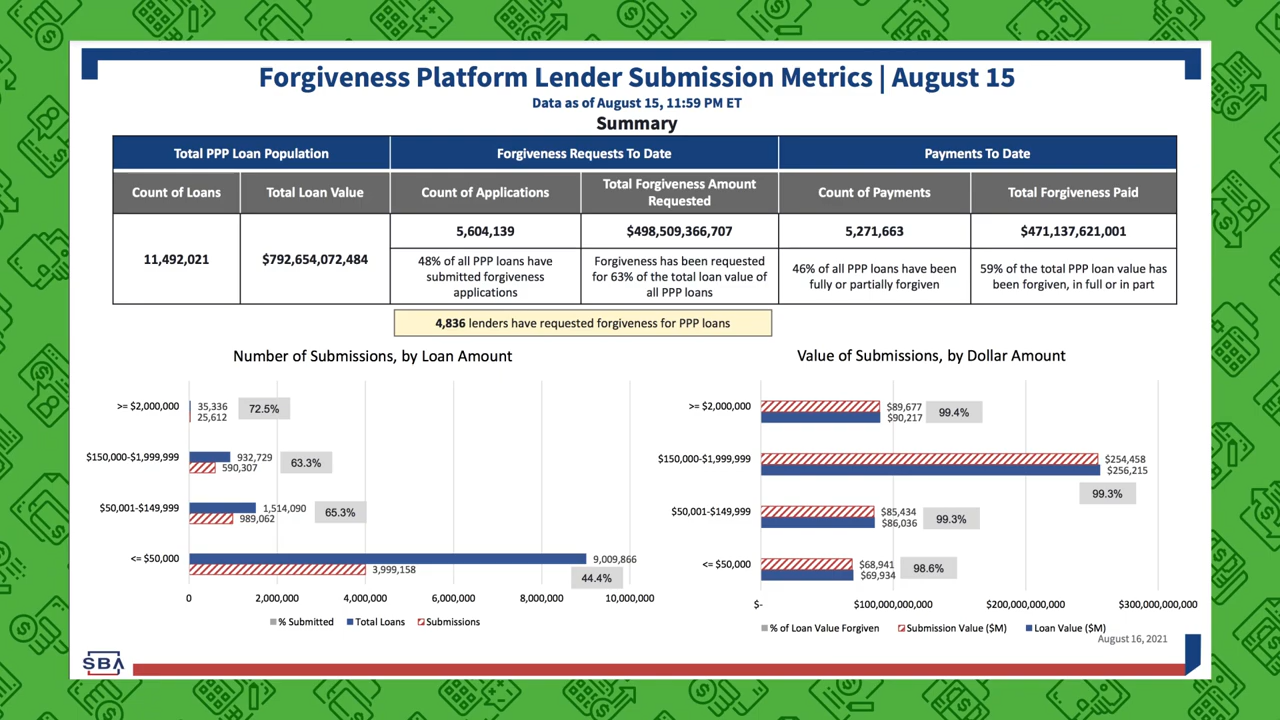 Forgiveness Platform Lender Submission Metrics | August 15
Data as of August 15, 11:59 PM ET
Summary
Total PPP Loan Population
Forgiveness Requests To Date
Payments To Date
Count of Loans
Total Loan Value
Count of Applications
Total Forgiveness Amount
Requested
Count of Payments
Total Forgiveness Paid
11,492,021
$792,654,072,484
5,604,139
$498,509,366,707
5,271,663
$471,137,621,001
48% of all PPP loans have
submitted forgiveness
applications
Forgiveness has been requested
for 63% of the total loan value of
all PPP loans
46% of all PPP loans have been
fully or partially forgiven
59% of the total PPP loan value has
been forgiven, in full or in part
4,836 lenders have requested forgiveness for PPP loans
Number of Submissions, by Loan Amount
>= $2,000,000
35,336
25,612
72.5%
$150,000-$1,999,999
932,729
590,307
63.3%
$50,001-$149,999
1,514,090
989,062
65.3%
<= $50,000
9,009,866
3,999,158
44.4%
0
2,000,000
4,000,000
6,000,000
8,000,000
10,000,000
% Submitted
Total Loans
Submissions
Value of Submissions, by Dollar Amount
>= $2,000,000
$89,677
$90,217
99.4%
$150,000-$1,999,999
$254,458
$256,215
99.3%
$50,001-$149,999
$85,434
$86,036
99.3%
<= $50,000
$68,941
$69,934
98.6%
$-
$100,000,000,000
$200,000,000,000
$300,000,000,000
% of Loan Value Forgiven
Submission Value ($M)
Loan Value ($M)
August 16, 2021
SBA